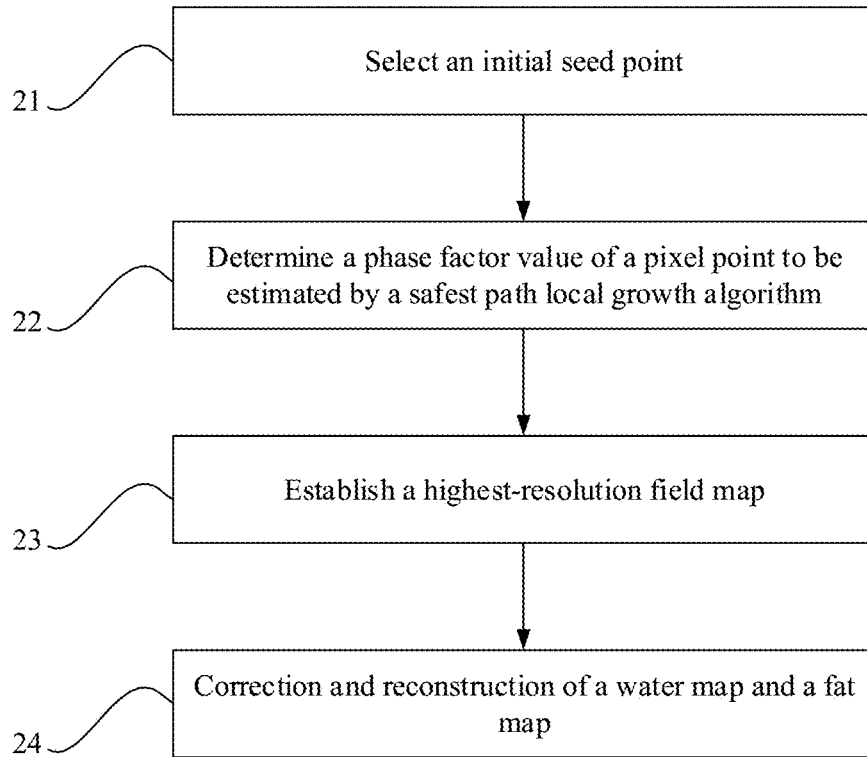 Select an initial seed point
21
Determine a phase factor value of a pixel point to be
estimated by a safest path local growth algorithm
22
Establish a highest-resolution field map
23
Correction and reconstruction of a water map and a fat
map
24